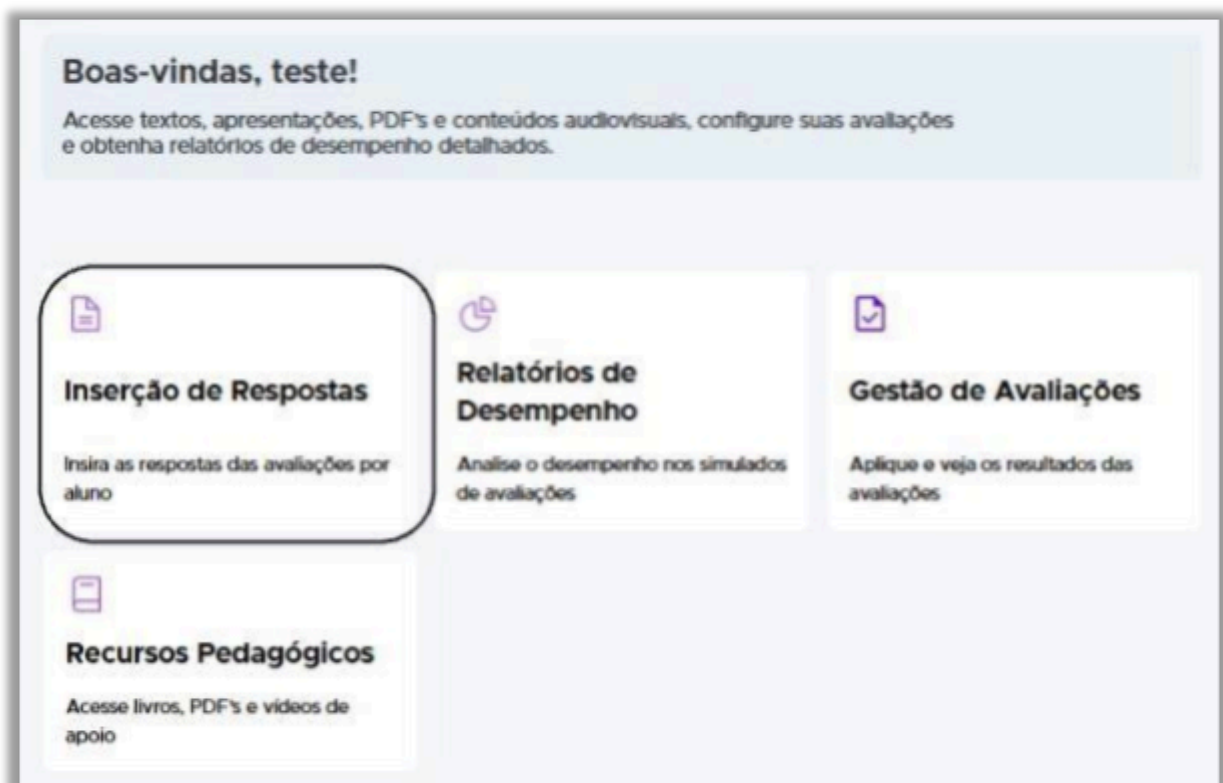 Boas-vindas, teste!
Acesse textos, apresentações, PDF's e conteúdos audiovisuais, configure suas avaliações
e obtenha relatórios de desempenho detalhados.
Inserção de Respostas
Insira as respostas das avaliações por
aluno
Relatórios de
Desempenho
Analise o desempenho nos simulados
de avaliações
Gestão de Avaliações
Aplique e veja os resultados das
avaliações
Recursos Pedagógicos
Acesse livros, PDF's e vídeos de
apoio